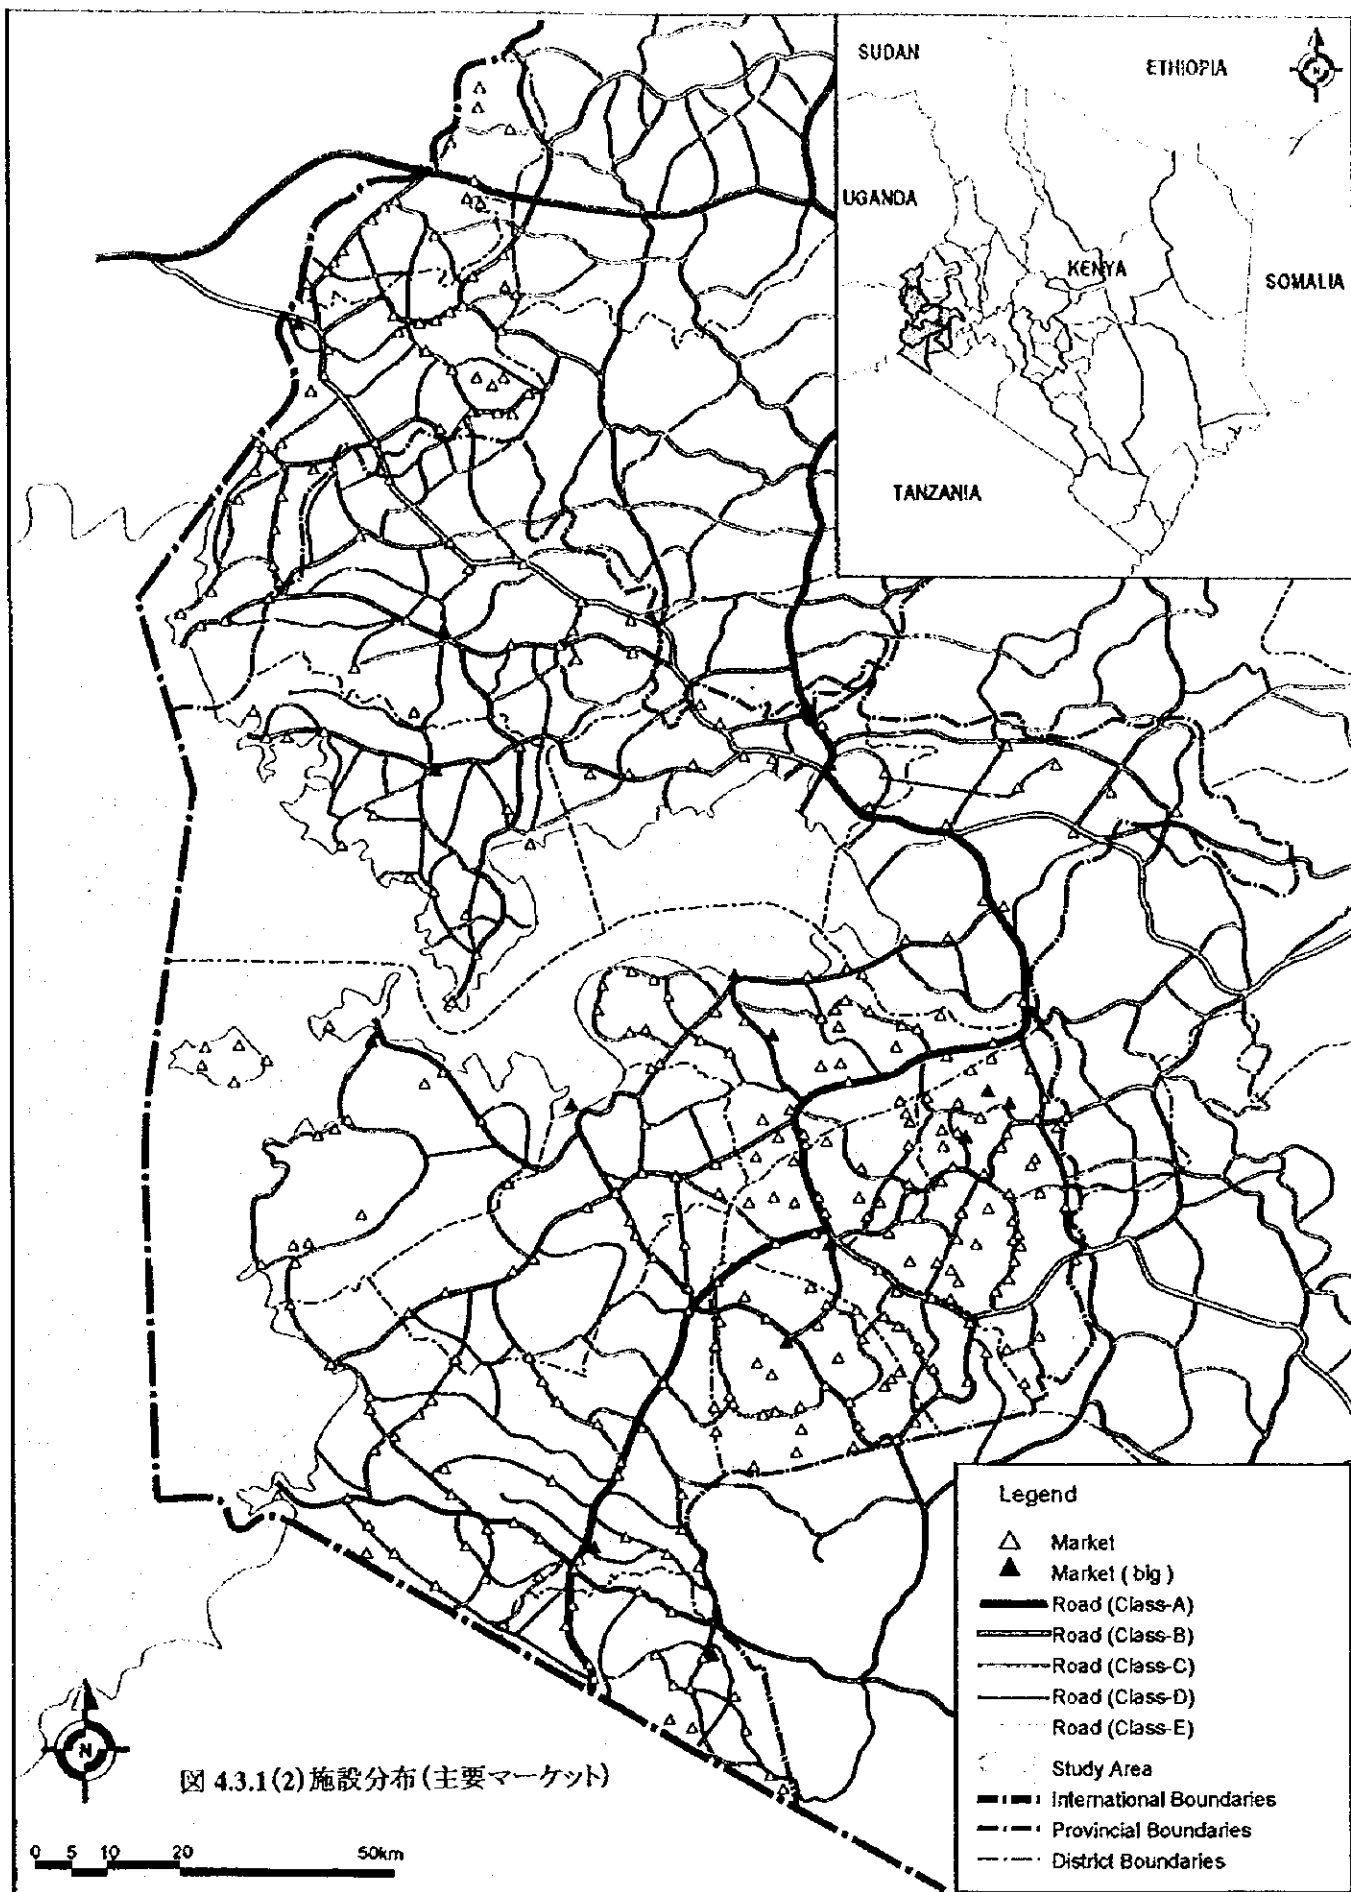 SUDAN
ETHIOPIA
N
UGANDA
KENYA
SOMALIA
TANZANIA
Legend
Market
Market ( big )
Road (Class-A)
Road (Class-B)
Road (Class-C)
Road (Class-D)
Road (Class-E)
Study Area
International Boundaries
Provincial Boundaries
District Boundaries
N
図 4.3.1(2)施設分布(主要マーケット)
0 5 10 20 50km